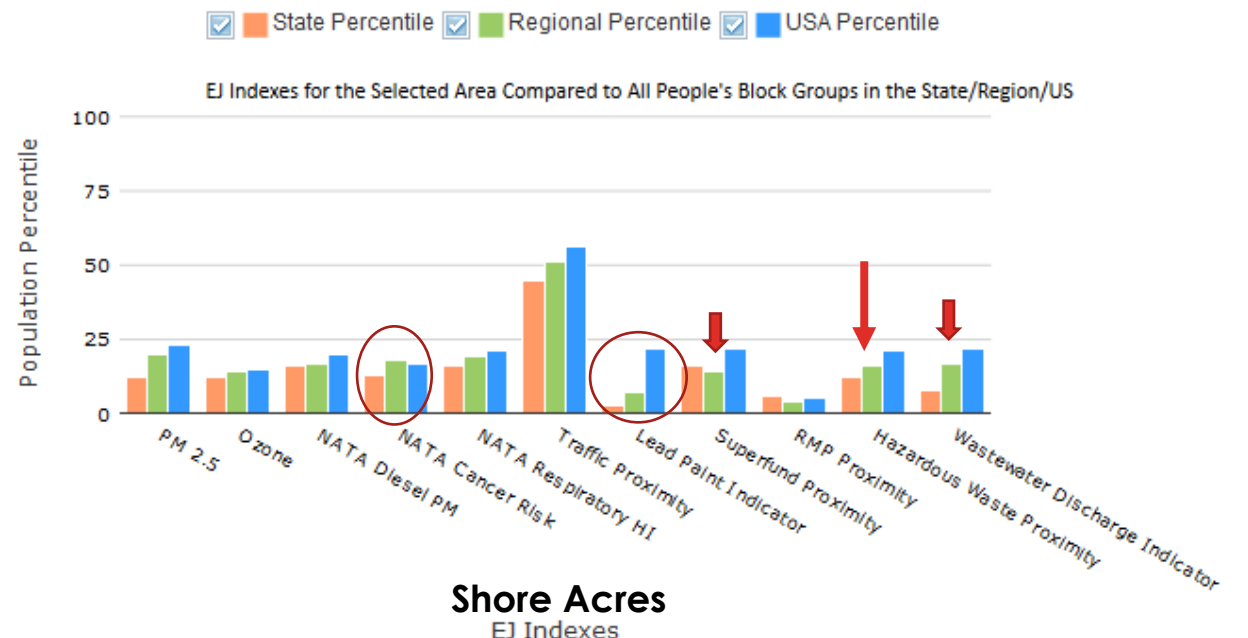 State Percentile Regional Percentile USA Percentile
EJ Indexes for the Selected Area Compared to All People's Block Groups in the State/Region/US
Population Percentile
100
75
50
25
0
PM 2.5
Ozone
NATA Diesel PM
NATA Cancer Risk
NATA Respiratory HI
Traffic Proximity
Lead Paint Indicator
Superfund Proximity
RMP Proximity
Hazardous Waste Proximity
Wastewater Discharge Indicator
Shore Acres
EJ Indexes